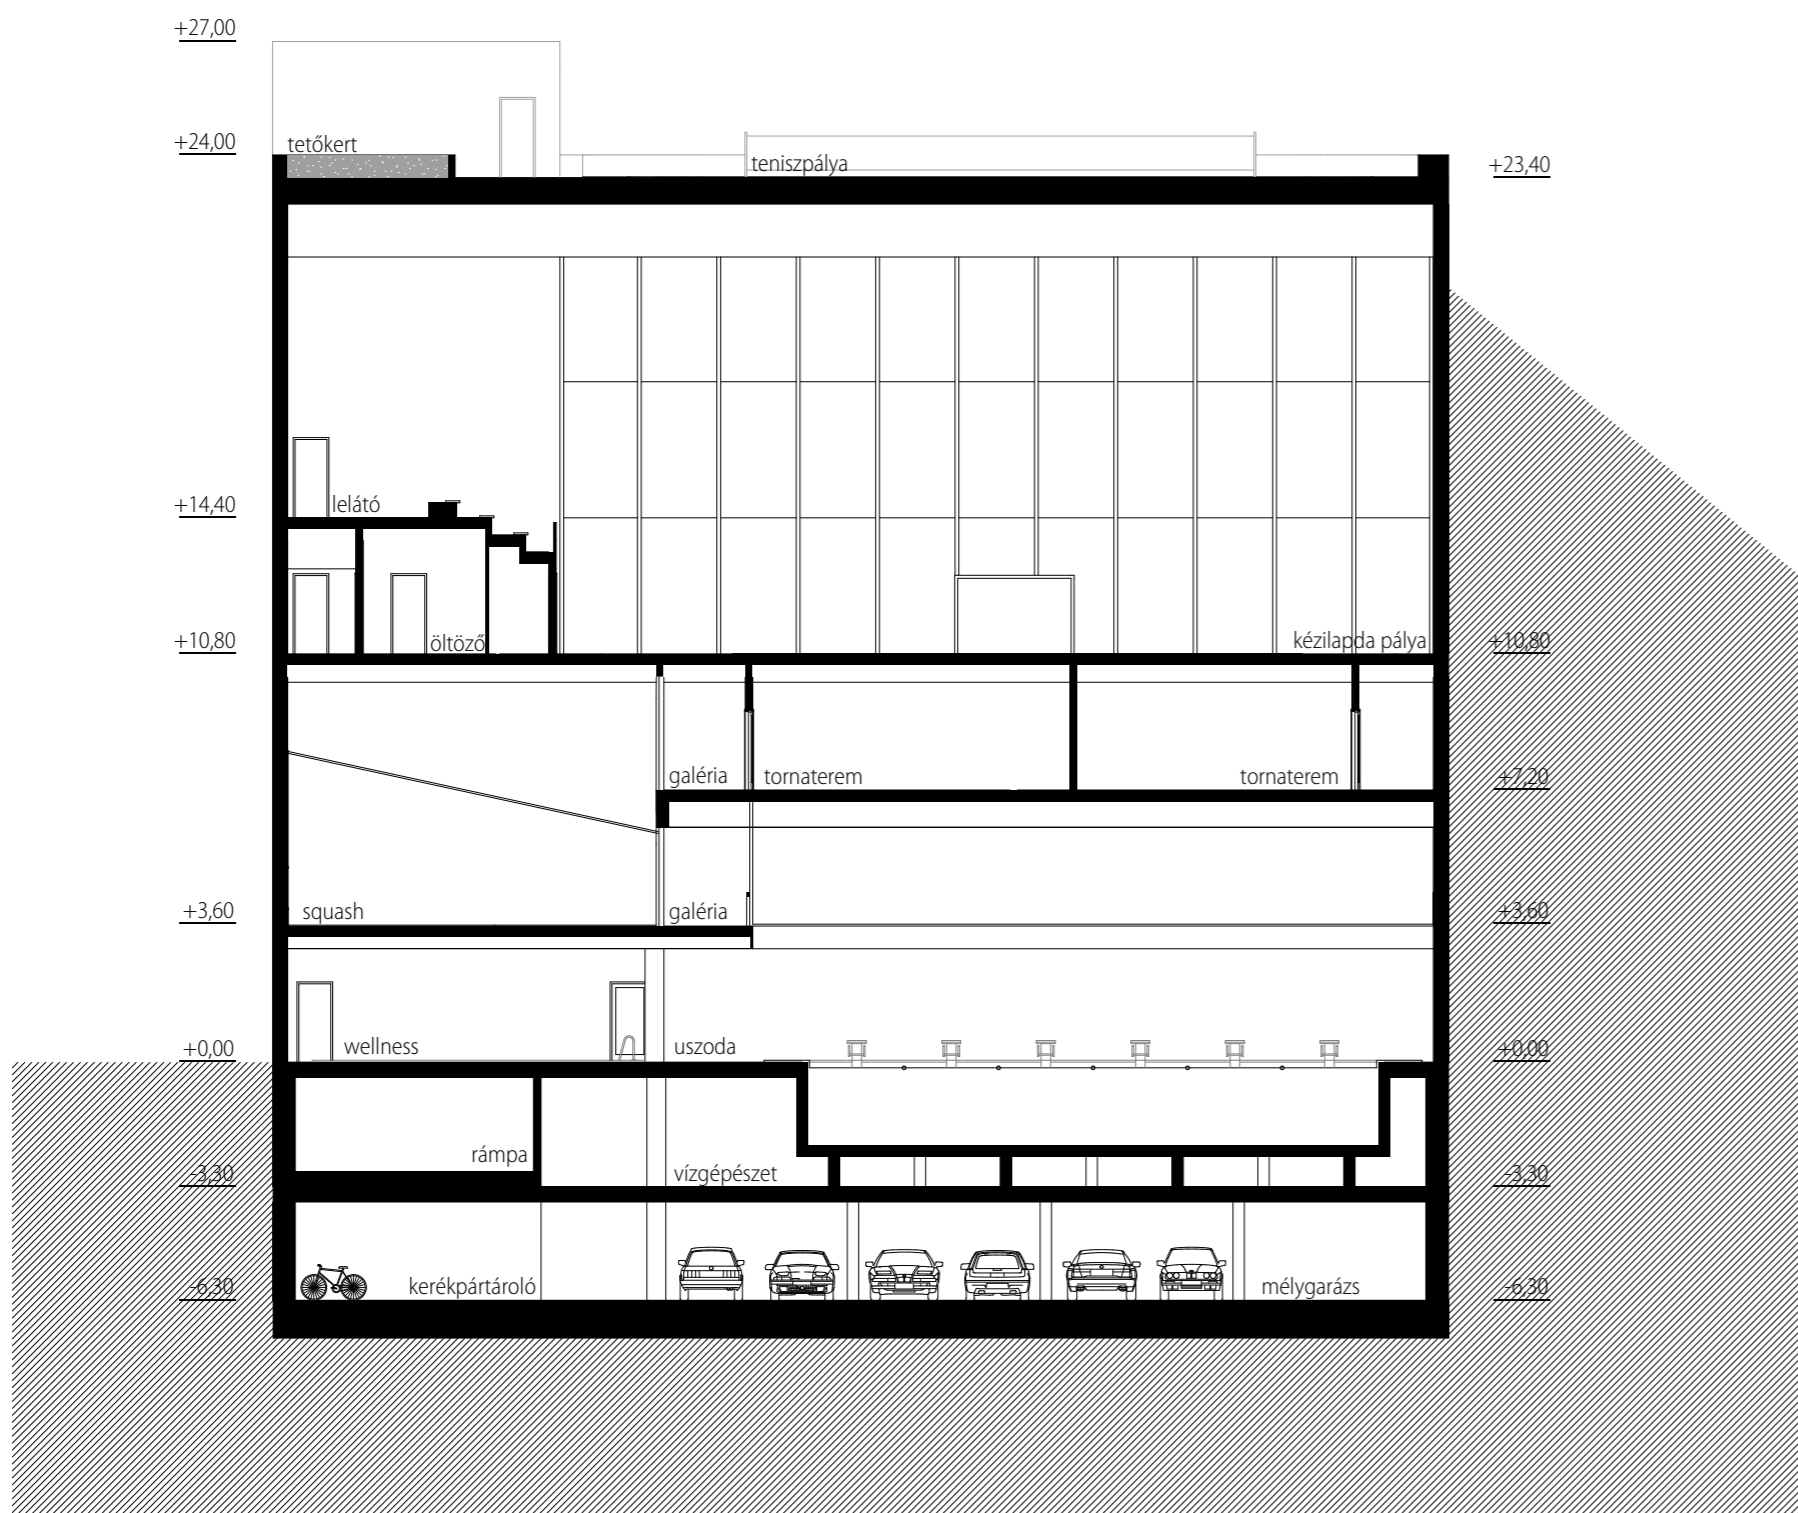 +27,00
+24,00
tetőkert
teniszpálya
+23,40
+14,40
lelátó
+10,80
öltöző
kézilapda pálya
+10,80
galéria
tornaterem
tornaterem
+7,20
+3,60
squash
galéria
+3,60
+0,00
wellness
uszoda
+0,00
rámpa
-3,30
vízgépészet
-3,30
-6,30
kerékpártároló
mélygarázs
-6,30